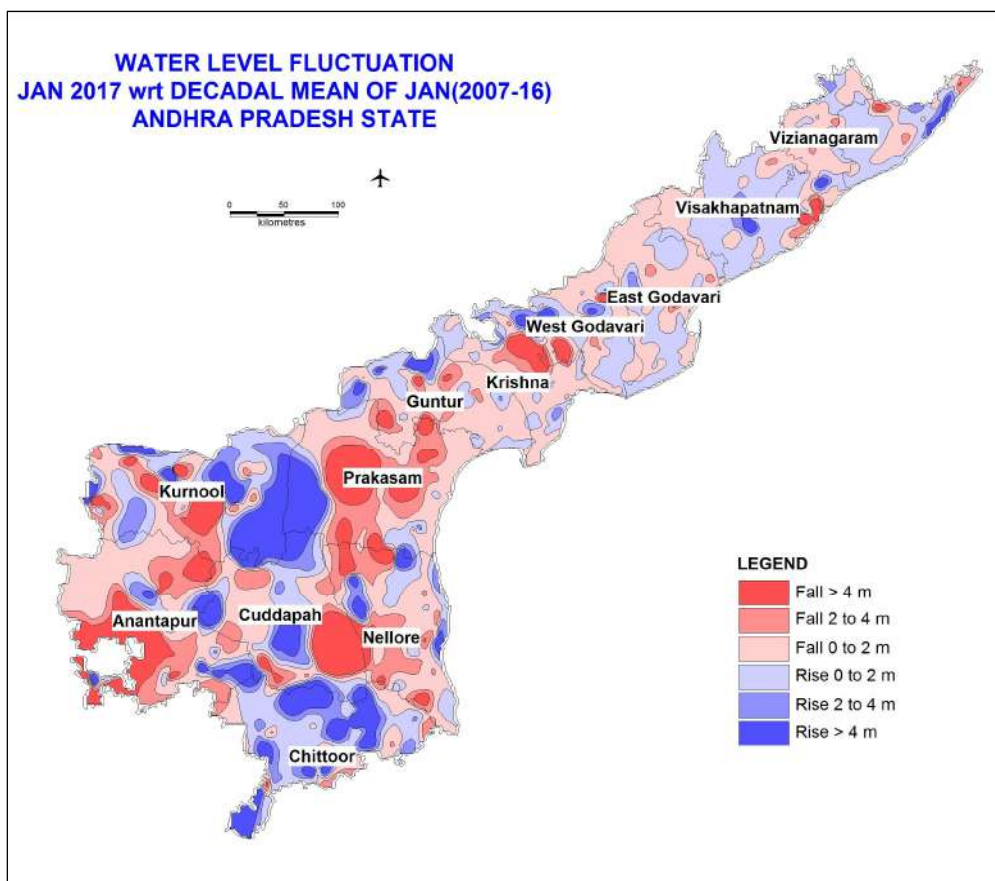 WATER LEVEL FLUCTUATION
JAN 2017 wrt DECADAL MEAN OF JAN(2007-16)
ANDHRA PRADESH STATE
0 50 100
kilometres
Vizianagaram
Visakhapatnam
East Godavari
West Godavari
Krishna
Guntur
Prakasam
Kurnool
Cuddapah
Anantapur
Nellore
Chittoor
LEGEND
Fall > 4 m
Fall 2 to 4 m
Fall 0 to 2 m
Rise 0 to 2 m
Rise 2 to 4 m
Rise > 4 m